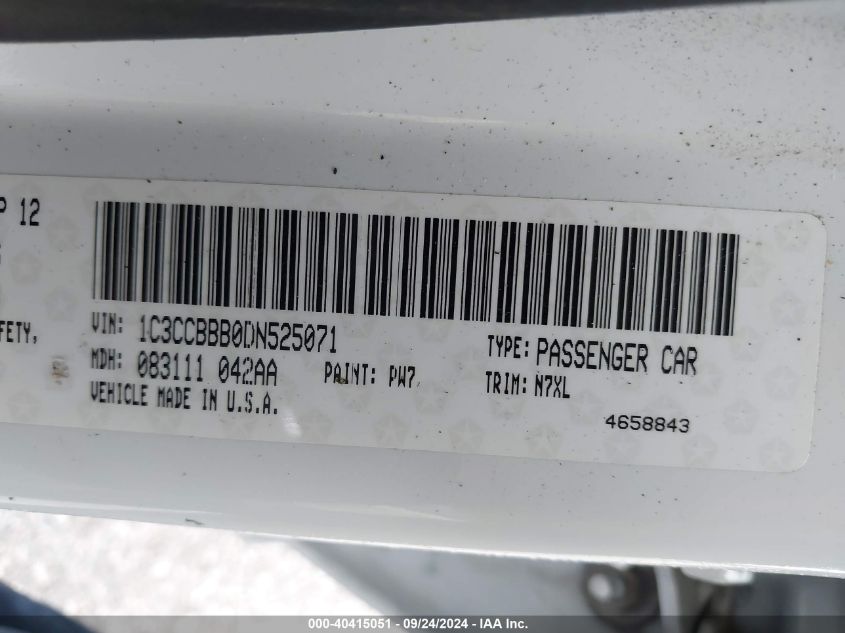 P 12
FETY,
VIN: 1C3CCBBB0DN525071
TYPE: PASSENGER CAR
MDH: 083111 042AA
PAINT: PW7
TRIM: N7XL
VEHICLE MADE IN U.S.A.
4658843
000-40415051 - 09/24/2024 - IAA Inc.